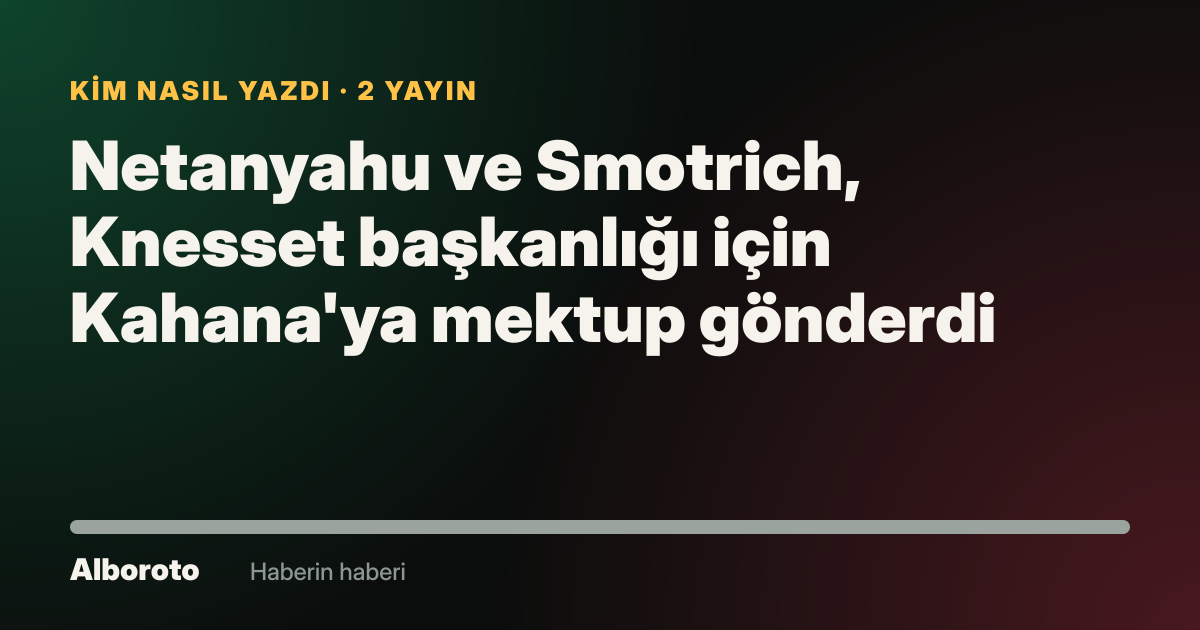 KİM NASIL YAZDI · 2 YAYIN
Netanyahu ve Smotrich,
Knesset başkanlığı için
Kahana'ya mektup gönderdi
Alboroto Haberin haberi